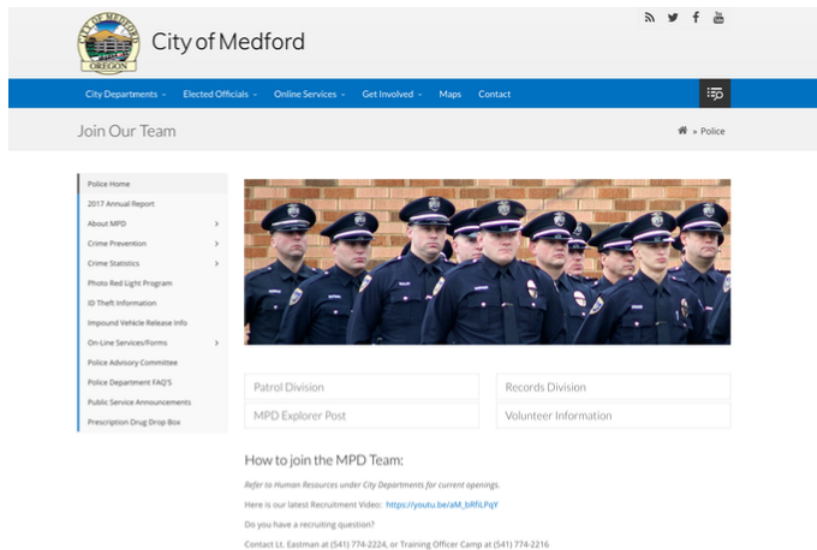 CITY OF MEDFORD
OREGON
City of Medford
City Departments
Elected Officials
Online Services
Get Involved
Maps
Contact
Join Our Team
» Police
Police Home
2017 Annual Report
About MPD
Crime Prevention
Crime Statistics
Photo Red Light Program
ID Theft Information
Impound Vehicle Release Info
On-Line Services/Forms
Police Advisory Committee
Police Department FAQ'S
Public Service Announcements
Prescription Drug Drop Box
Patrol Division
Records Division
MPD Explorer Post
Volunteer Information
How to join the MPD Team:
Refer to Human Resources under City Departments for current openings.
Here is our latest Recruitment Video: https://youtu.be/aM_bRfiLPqY
Do you have a recruiting question?
Contact Lt. Eastman at (541) 774-2224, or Training Officer Camp at (541) 774-2216